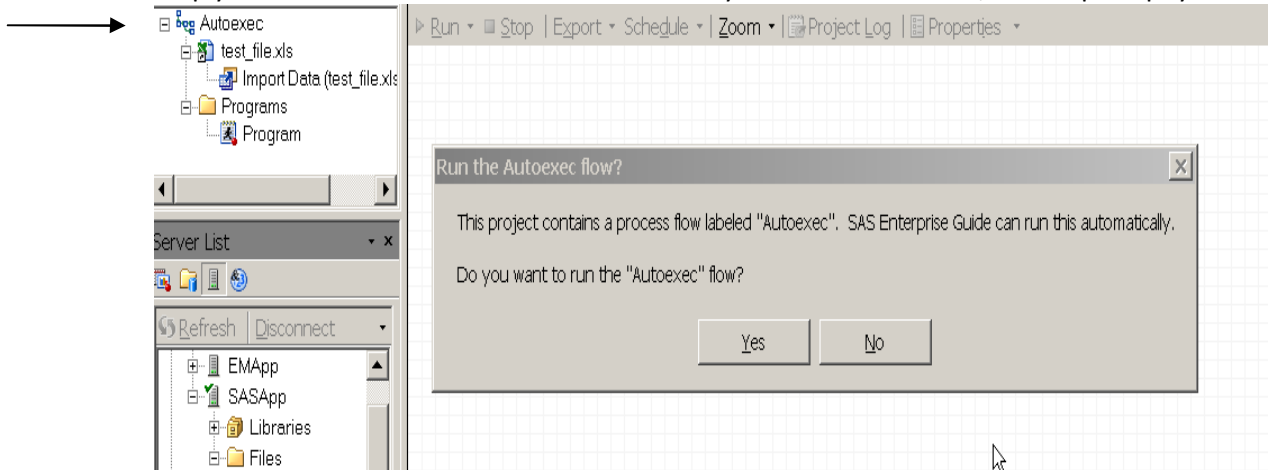 Autoexec
test_file.xls
Import Data (test_file.xls
Programs
Program
Server List
Refresh Disconnect
EMApp
SASApp
Libraries
Files
Run Stop Export Schedule Zoom Project Log Properties
Run the Autoexec flow?
This project contains a process flow labeled "Autoexec". SAS Enterprise Guide can run this automatically.
Do you want to run the "Autoexec" flow?
Yes No